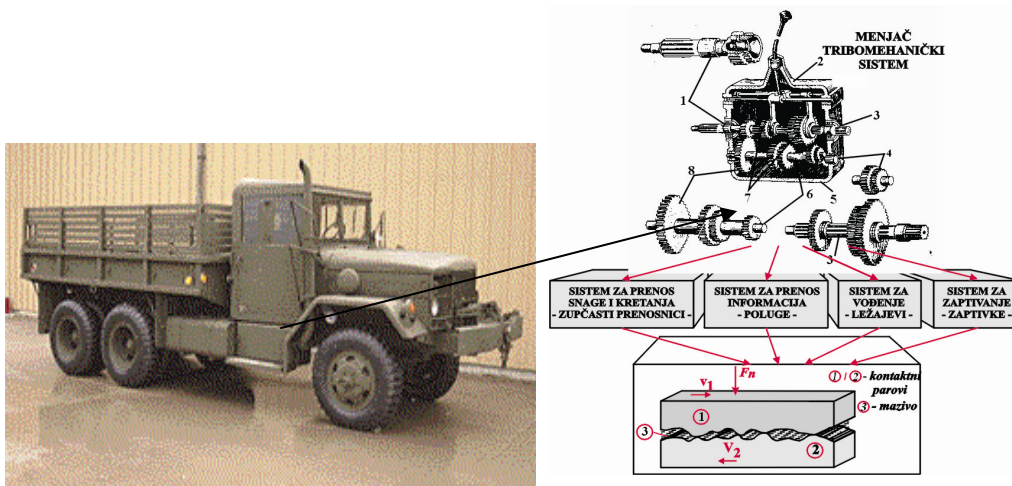 MENJAČ
TRIBOMEHANIČKI
SISTEM
2
1
3
4
8
7
6
5
3
SISTEM ZA PRENOS
SNAGE I KRETANJA
- ZUPČASTI PRENOSNICI -
SISTEM ZA PRENOS
INFORMACIJA
- POLUGE -
SISTEM ZA
VOĐENJE
- LEŽAJEVI -
SISTEM ZA
ZAPTIVANJE
- ZAPTIVKE -
Fn
v1
1 / 2 - kontaktni
parovi
3 - mazivo
1
3
2
V2